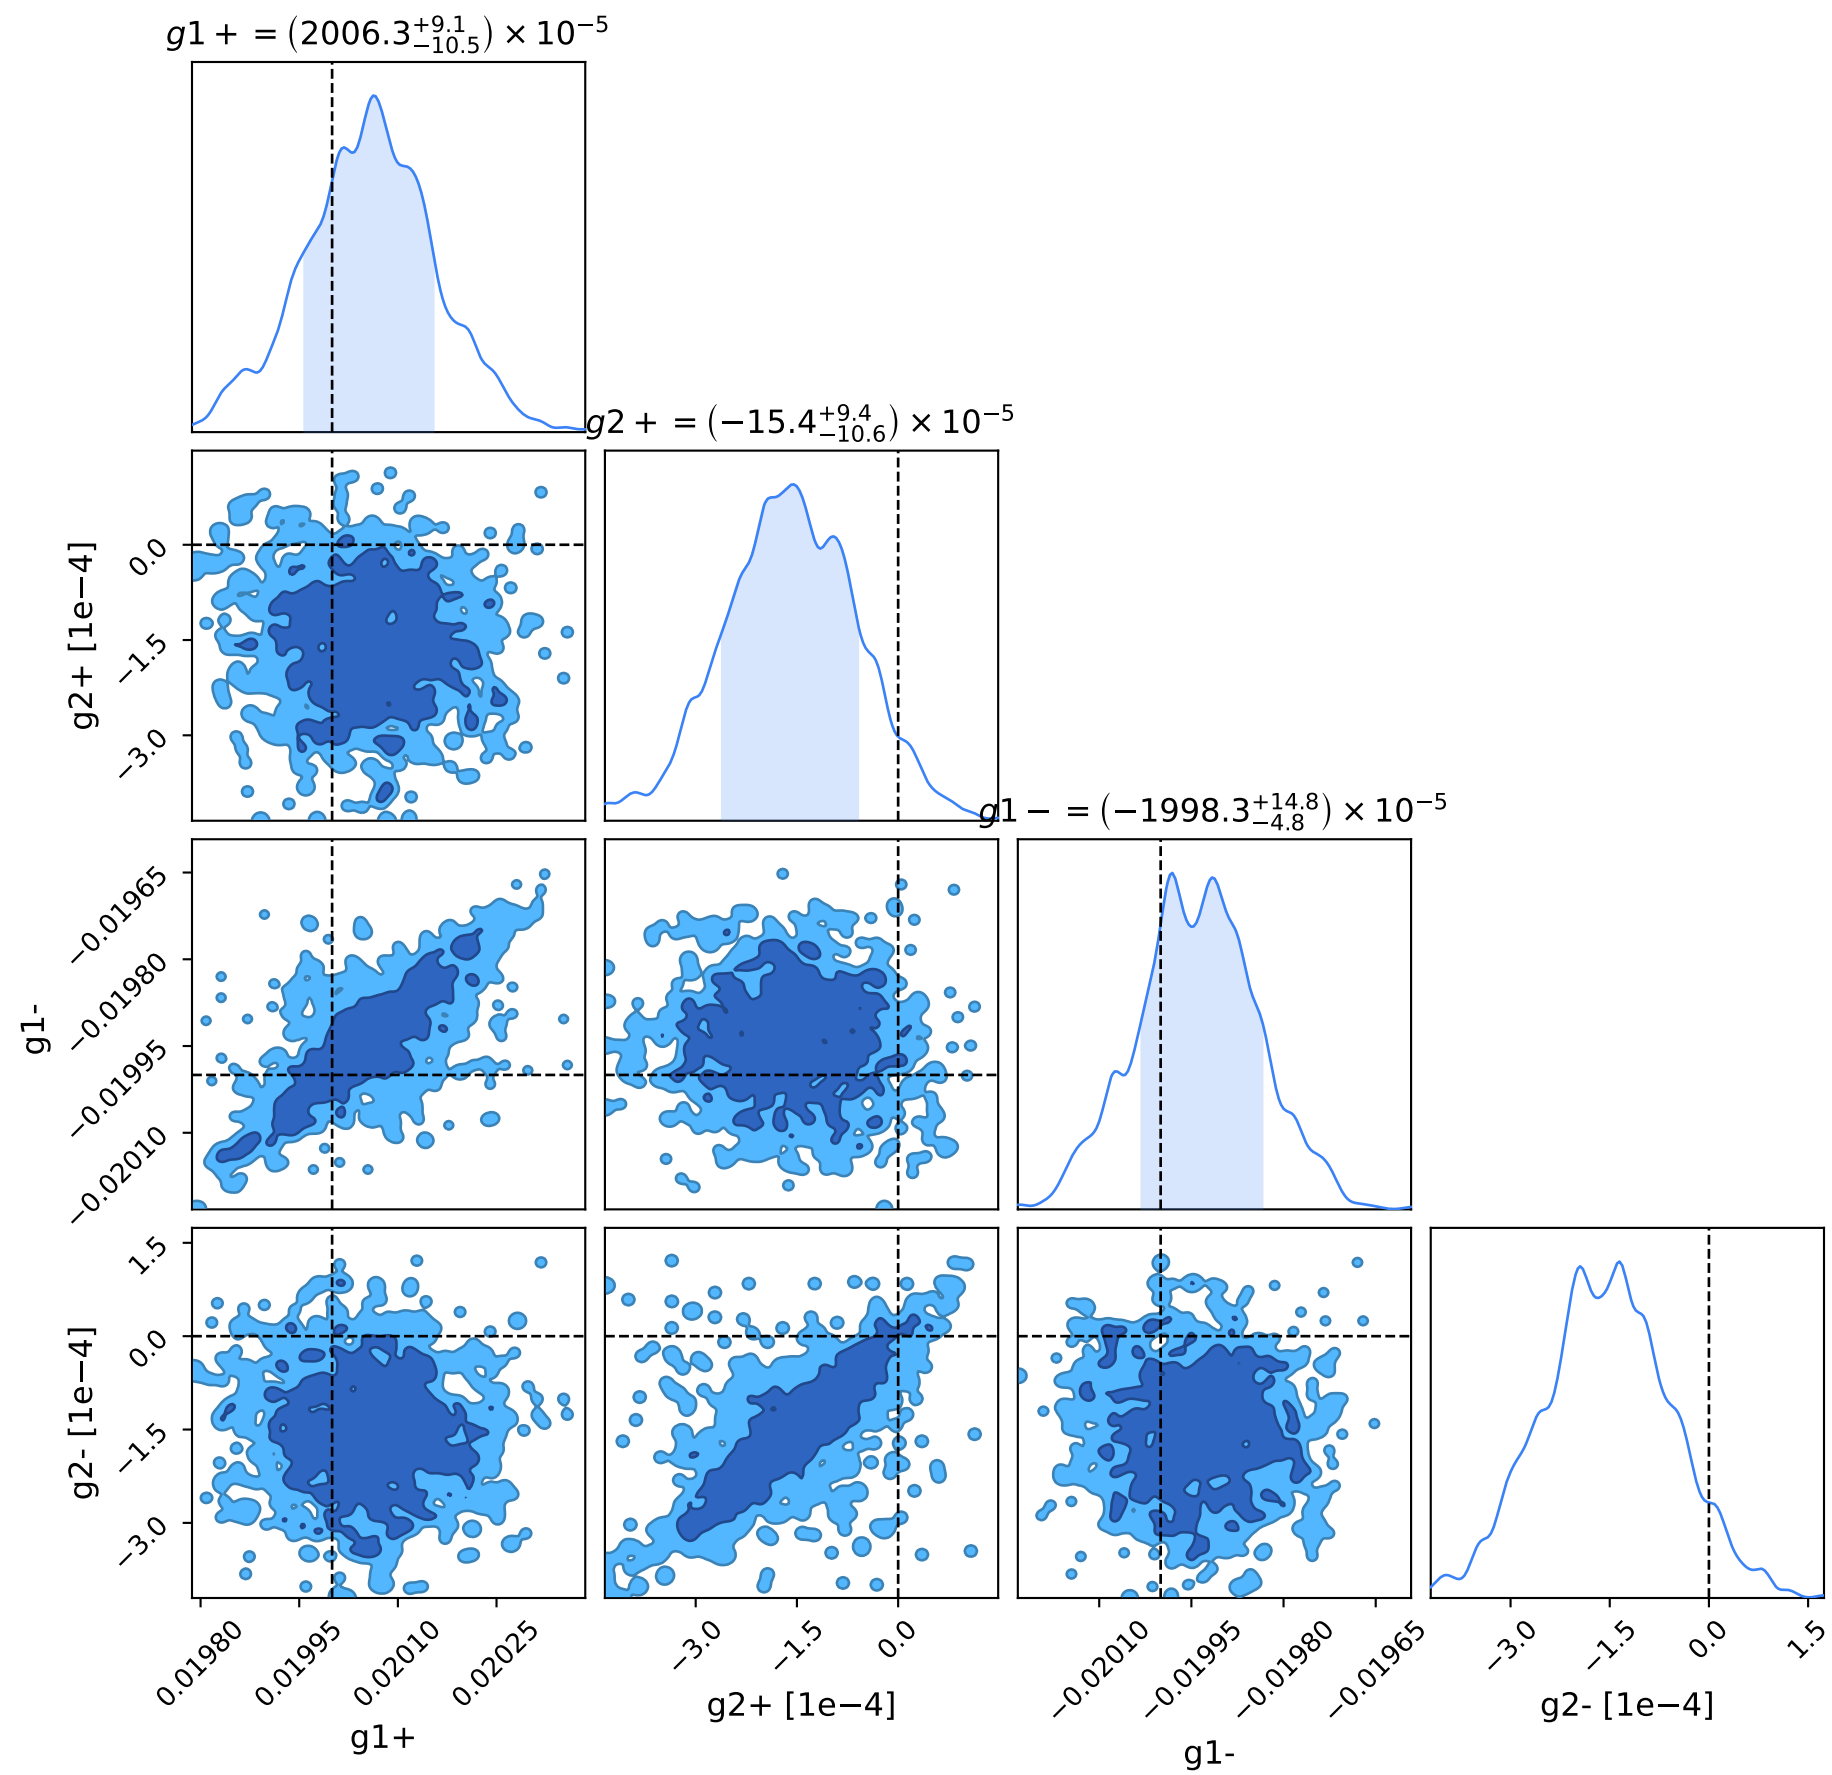 g1+ = (2006.3 +9.1 −10.5) × 10−5
g2+ = (−15.4 +9.4 −10.6) × 10−5
g2+ [1e−4]
0.0
−1.5
−3.0
g1− = (−1998.3 +14.8 −4.8) × 10−5
g1-
−0.01965
−0.01980
−0.01995
−0.02010
g2- [1e−4]
1.5
0.0
−1.5
−3.0
0.01980 0.01995 0.02010 0.02025
−3.0 −1.5 0.0
−0.02010 −0.01995 −0.01980 −0.01965
−3.0 −1.5 0.0 1.5
g1+
g2+ [1e−4]
g1-
g2- [1e−4]